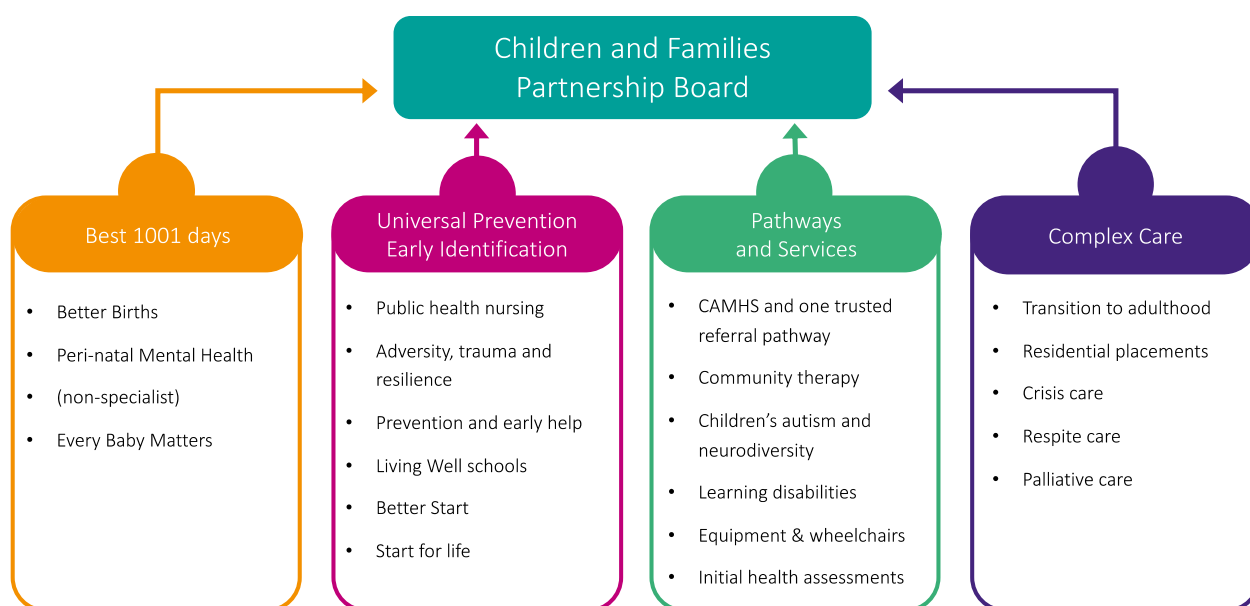 Children and Families
Partnership Board
Best 1001 days
• Better Births
• Peri-natal Mental Health
• (non-specialist)
• Every Baby Matters
Universal Prevention
Early Identification
• Public health nursing
• Adversity, trauma and
resilience
• Prevention and early help
• Living Well schools
• Better Start
• Start for life
Pathways
and Services
• CAMHS and one trusted
referral pathway
• Community therapy
• Children’s autism and
neurodiversity
• Learning disabilities
• Equipment & wheelchairs
• Initial health assessments
Complex Care
• Transition to adulthood
• Residential placements
• Crisis care
• Respite care
• Palliative care